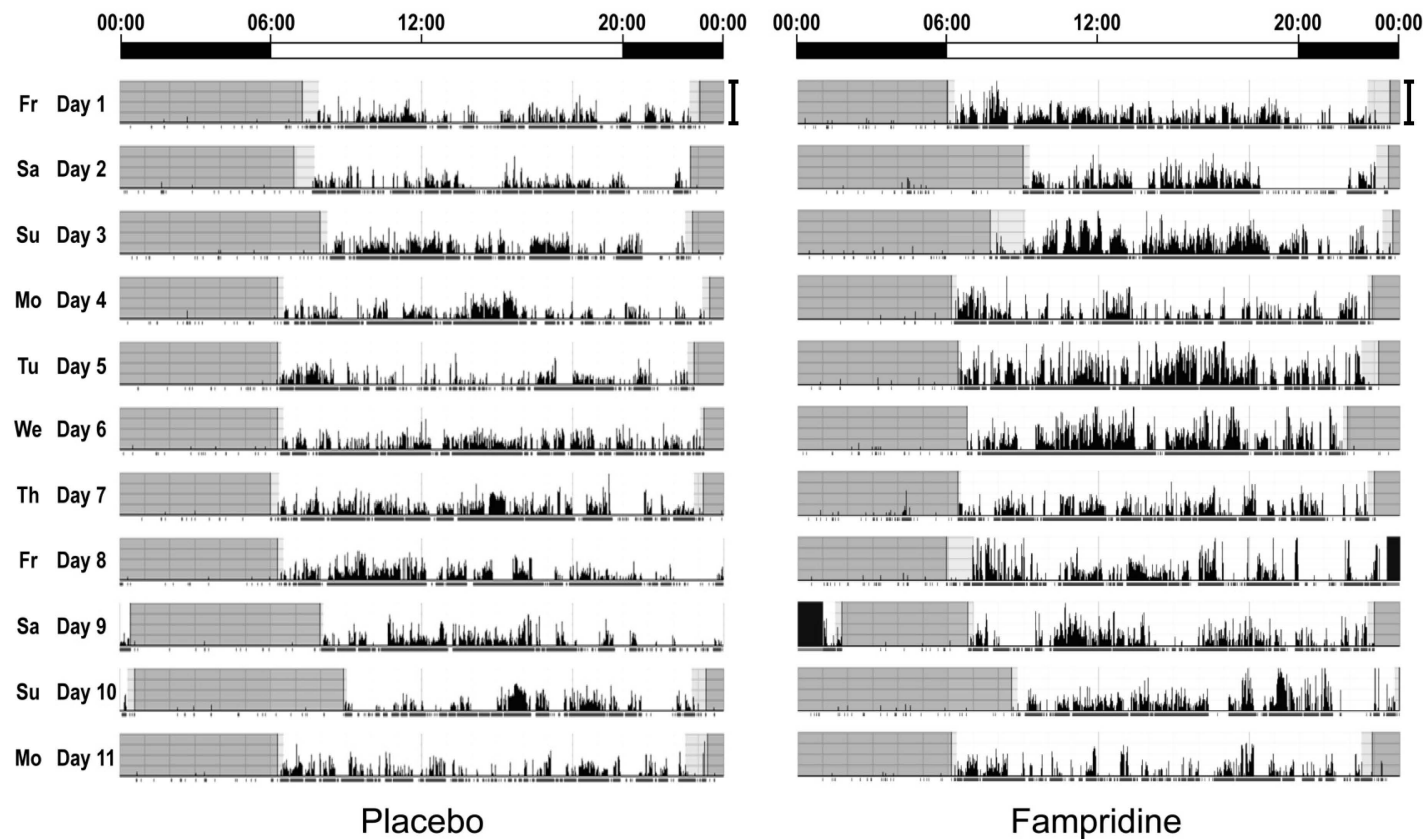 00:00 06:00 12:00 20:00 00:00 00:00 06:00 12:00 20:00 00:00
Fr Day 1
Sa Day 2
Su Day 3
Mo Day 4
Tu Day 5
We Day 6
Th Day 7
Fr Day 8
Sa Day 9
Su Day 10
Mo Day 11
Placebo Fampridine